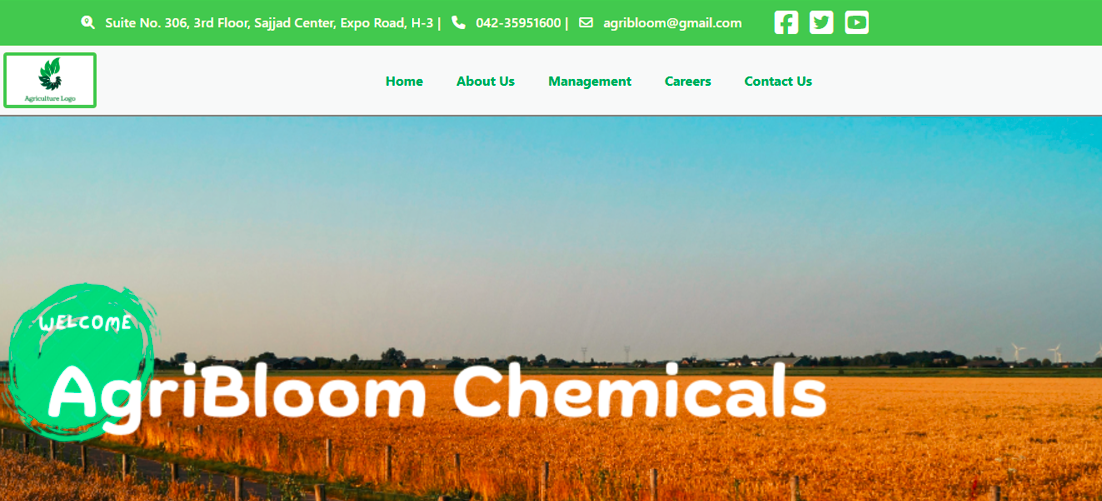 Suite No. 306, 3rd Floor, Sajjad Center, Expo Road, H-3 | 042-35951600 | agribloom@gmail.com
Agriculture Logo
Home About Us Management Careers Contact Us
WELCOME
AgriBloom Chemicals